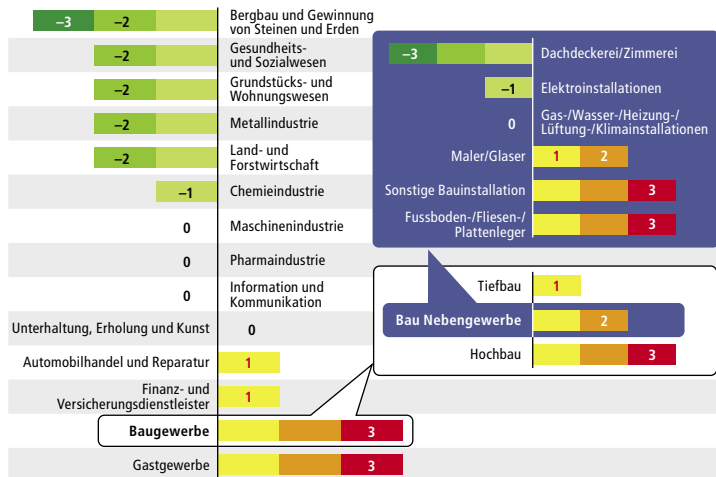 –3 –2 Bergbau und Gewinnung
von Steinen und Erden
–2 Gesundheits-
und Sozialwesen
–2 Grundstücks- und
Wohnungswesen
–2 Metallindustrie
–2 Land- und
Forstwirtschaft
–1 Chemieindustrie
0 Maschinenindustrie
0 Pharmaindustrie
0 Information und
Kommunikation
Unterhaltung, Erholung und Kunst 0
Automobilhandel und Reparatur 1
Finanz- und
Versicherungsdienstleister 1
Baugewerbe 3
Gastgewerbe 3
–3 Dachdeckerei/Zimmerei
–1 Elektroinstallationen
0 Gas-/Wasser-/Heizung-/
Lüftung-/Klimainstallationen
Maler/Glaser 1 2
Sonstige Bauinstallation 3
Fussboden-/Fliesen-/
Plattenleger 3
Tiefbau 1
Bau Nebengewerbe 2
Hochbau 3